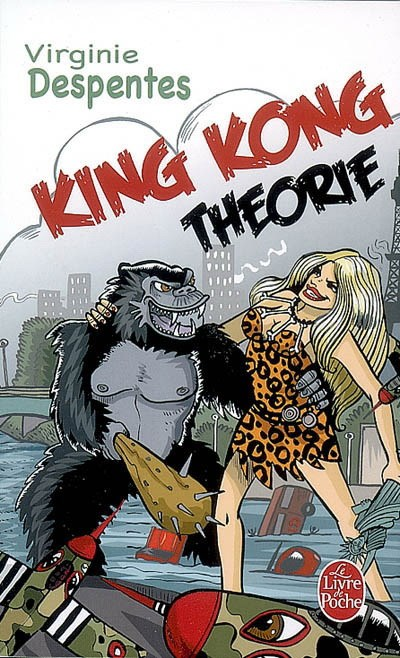 Virginie
Despentes
KING KONG
THEORIE
Le
Livre
de
Poche